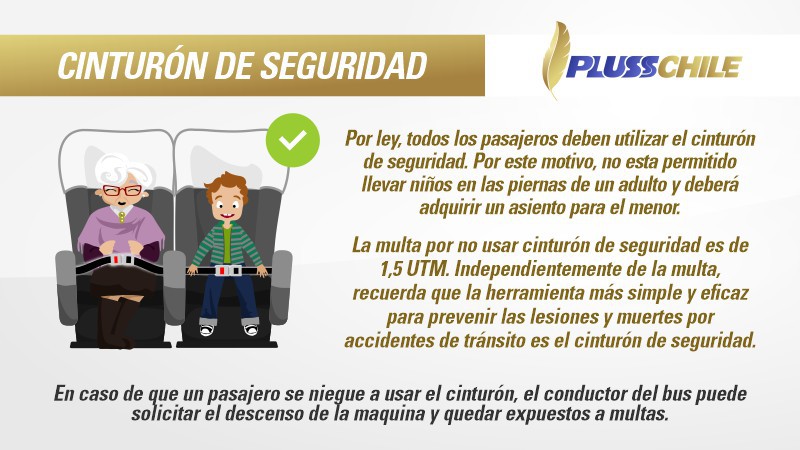 CINTURÓN DE SEGURIDAD
PLUSSCHILE
Por ley, todos los pasajeros deben utilizar el cinturón
de seguridad. Por este motivo, no esta permitido
llevar niños en las piernas de un adulto y deberá
adquirir un asiento para el menor.
La multa por no usar cinturón de seguridad es de
1,5 UTM. Independientemente de la multa,
recuerda que la herramienta más simple y eficaz
para prevenir las lesiones y muertes por
accidentes de tránsito es el cinturón de seguridad.
En caso de que un pasajero se niegue a usar el cinturón, el conductor del bus puede
solicitar el descenso de la maquina y quedar expuestos a multas.